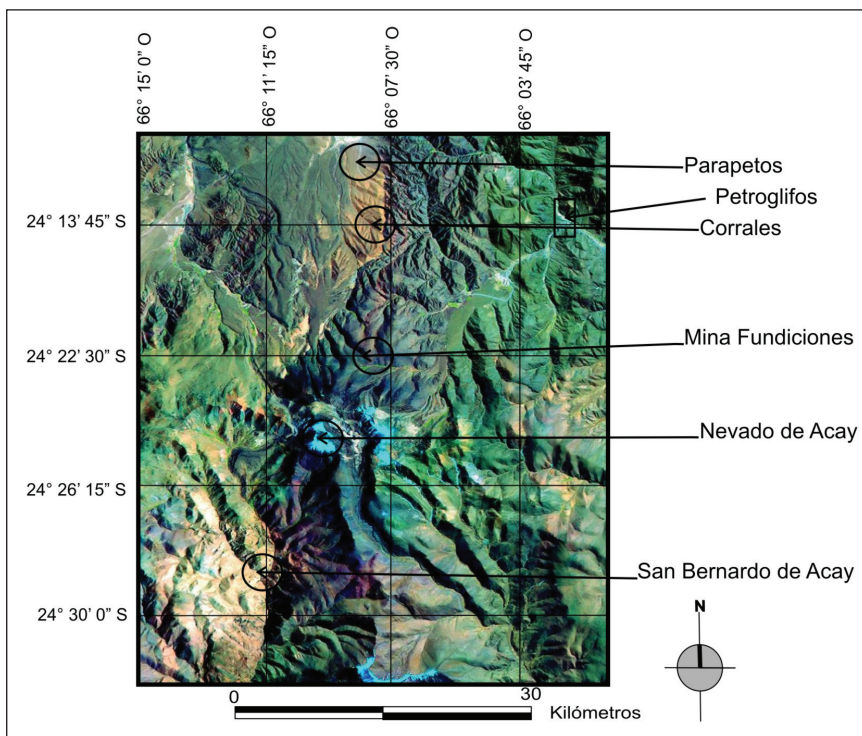 66° 15' 0” O
66° 11' 15” O
66° 07' 30” O
66° 03' 45” O
Parapetos
Petroglifos
24° 13' 45” S
Corrales
Mina Fundiciones
24° 22' 30” S
Nevado de Acay
24° 26' 15” S
San Bernardo de Acay
24° 30' 0” S
N
0
30
Kilómetros